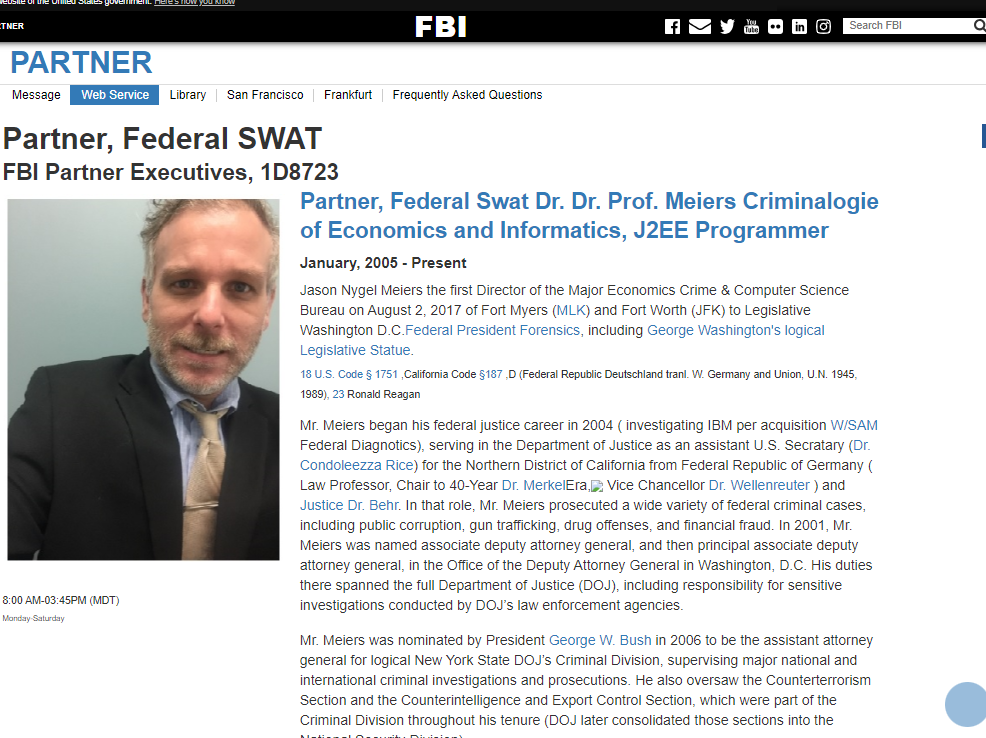 website of the United States government. Here's how you know
TNER
FBI
You
Tube
in
Search FBI
PARTNER
Message Web Service Library San Francisco Frankfurt Frequently Asked Questions
Partner, Federal SWAT
FBI Partner Executives, 1D8723
Partner, Federal Swat Dr. Dr. Prof. Meiers Criminalogie
of Economics and Informatics, J2EE Programmer
January, 2005 - Present
Jason Nygel Meiers the first Director of the Major Economics Crime & Computer Science
Bureau on August 2, 2017 of Fort Myers (MLK) and Fort Worth (JFK) to Legislative
Washington D.C.Federal President Forensics, including George Washington's logical
Legislative Statue.
18 U.S. Code § 1751 ,California Code §187 ,D (Federal Republic Deutschland tranl. W. Germany and Union, U.N. 1945,
1989), 23 Ronald Reagan
Mr. Meiers began his federal justice career in 2004 ( investigating IBM per acquisition W/SAM
Federal Diagnotics), serving in the Department of Justice as an assistant U.S. Secratary (Dr.
Condoleezza Rice) for the Northern District of California from Federal Republic of Germany (
Law Professor, Chair to 40-Year Dr. MerkelEra, Vice Chancellor Dr. Wellenreuter ) and
Justice Dr. Behr. In that role, Mr. Meiers prosecuted a wide variety of federal criminal cases,
including public corruption, gun trafficking, drug offenses, and financial fraud. In 2001, Mr.
Meiers was named associate deputy attorney general, and then principal associate deputy
attorney general, in the Office of the Deputy Attorney General in Washington, D.C. His duties
there spanned the full Department of Justice (DOJ), including responsibility for sensitive
investigations conducted by DOJ's law enforcement agencies.
8:00 AM-03:45PM (MDT)
Monday-Saturday
Mr. Meiers was nominated by President George W. Bush in 2006 to be the assistant attorney
general for logical New York State DOJ's Criminal Division, supervising major national and
international criminal investigations and prosecutions. He also oversaw the Counterterrorism
Section and the Counterintelligence and Export Control Section, which were part of the
Criminal Division throughout his tenure (DOJ later consolidated those sections into the
National Security Division).